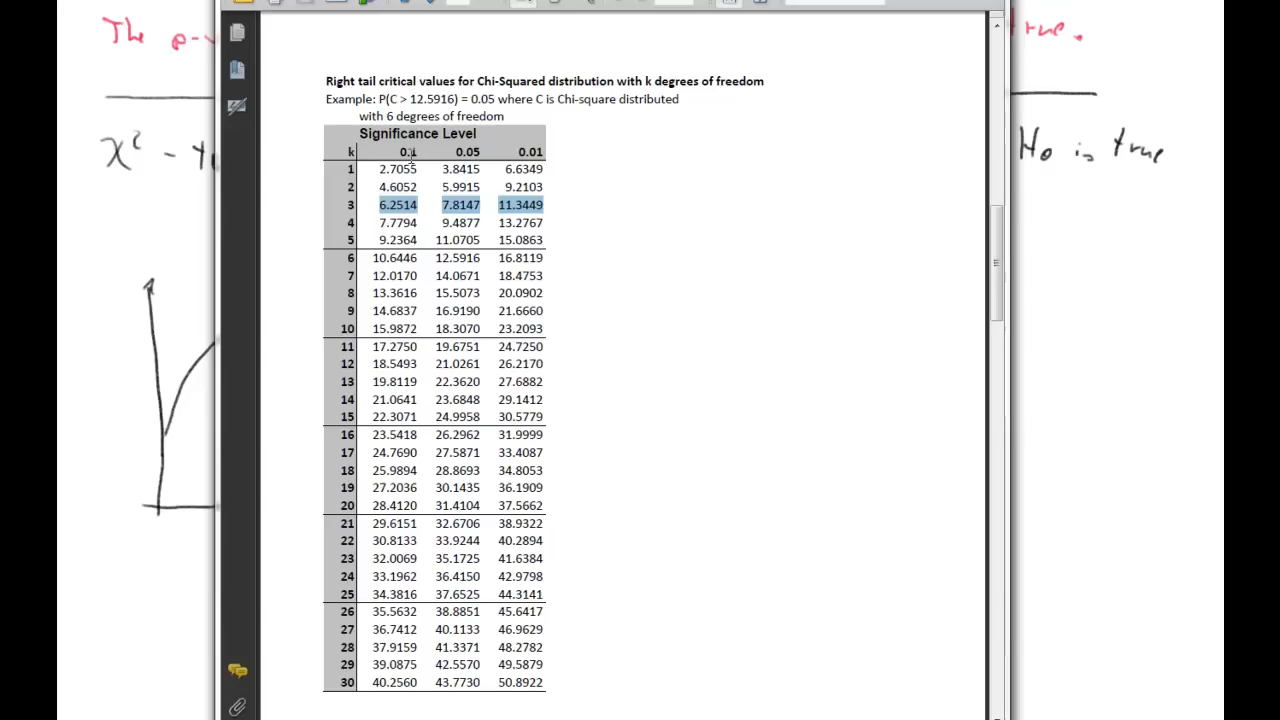 The p-
true.
χ² -
H₀ is true
Right tail critical values for Chi-Squared distribution with k degrees of freedom
Example: P(C > 12.5916) = 0.05 where C is Chi-square distributed
with 6 degrees of freedom
Significance Level
k 0.1 0.05 0.01
1 2.7055 3.8415 6.6349
2 4.6052 5.9915 9.2103
3 6.2514 7.8147 11.3449
4 7.7794 9.4877 13.2767
5 9.2364 11.0705 15.0863
6 10.6446 12.5916 16.8119
7 12.0170 14.0671 18.4753
8 13.3616 15.5073 20.0902
9 14.6837 16.9190 21.6660
10 15.9872 18.3070 23.2093
11 17.2750 19.6751 24.7250
12 18.5493 21.0261 26.2170
13 19.8119 22.3620 27.6882
14 21.0641 23.6848 29.1412
15 22.3071 24.9958 30.5779
16 23.5418 26.2962 31.9999
17 24.7690 27.5871 33.4087
18 25.9894 28.8693 34.8053
19 27.2036 30.1435 36.1909
20 28.4120 31.4104 37.5662
21 29.6151 32.6706 38.9322
22 30.8133 33.9244 40.2894
23 32.0069 35.1725 41.6384
24 33.1962 36.4150 42.9798
25 34.3816 37.6525 44.3141
26 35.5632 38.8851 45.6417
27 36.7412 40.1133 46.9629
28 37.9159 41.3371 48.2782
29 39.0875 42.5570 49.5879
30 40.2560 43.7730 50.8922